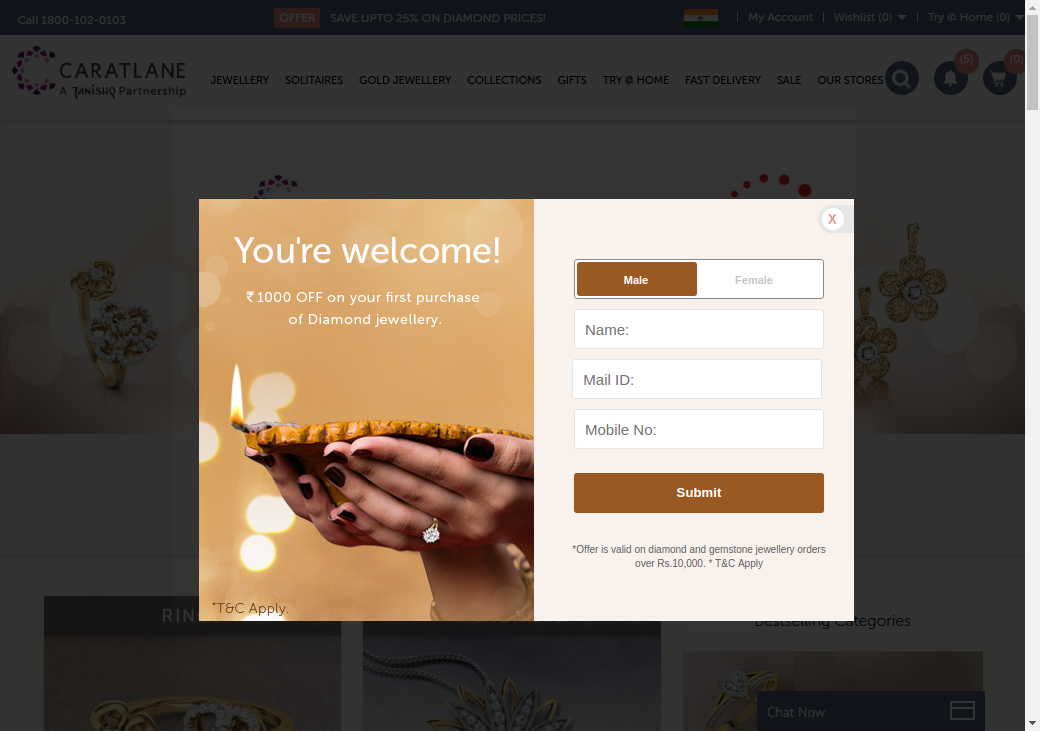 Call 1800-102-0103
OFFER SAVE UPTO 25% ON DIAMOND PRICES!
My Account
Wishlist (0)
Try @ Home (0)
CARATLANE
A TANISHQ Partnership
JEWELLERY SOLITAIRES GOLD JEWELLERY COLLECTIONS GIFTS TRY @ HOME FAST DELIVERY SALE OUR STORES
(5)
(0)
You're welcome!
₹1000 OFF on your first purchase
of Diamond jewellery.
*T&C Apply.
X
Male Female
Name:
Mail ID:
Mobile No:
Submit
*Offer is valid on diamond and gemstone jewellery orders
over Rs.10,000. * T&C Apply
Bestselling Categories
Chat Now